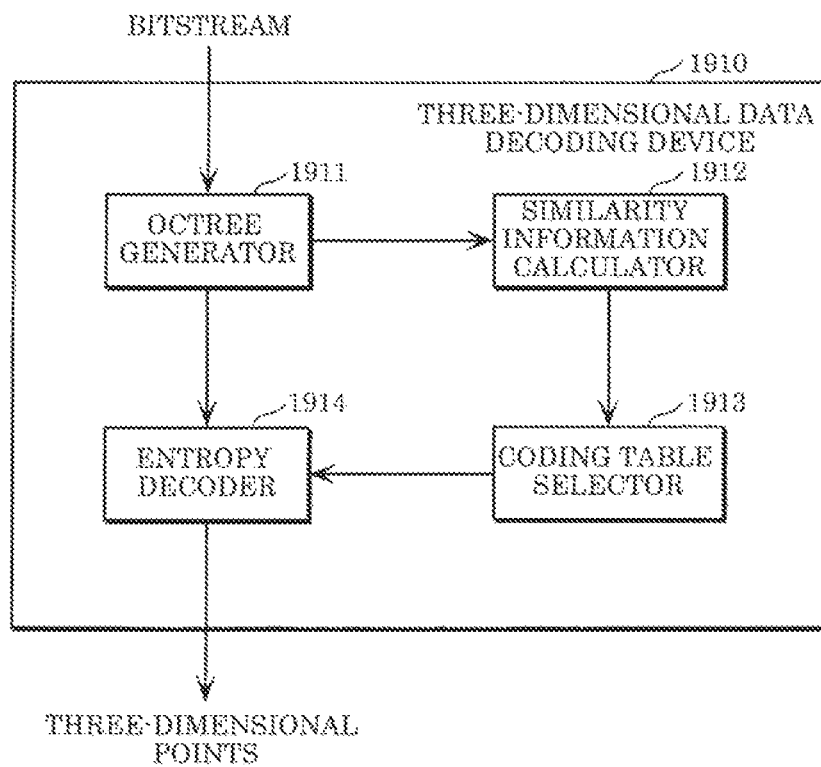 BITSTREAM
1910
THREE-DIMENSIONAL DATA
DECODING DEVICE
1911
OCTREE
GENERATOR
1912
SIMILARITY
INFORMATION
CALCULATOR
1914
ENTROPY
DECODER
1913
CODING TABLE
SELECTOR
THREE-DIMENSIONAL
POINTS